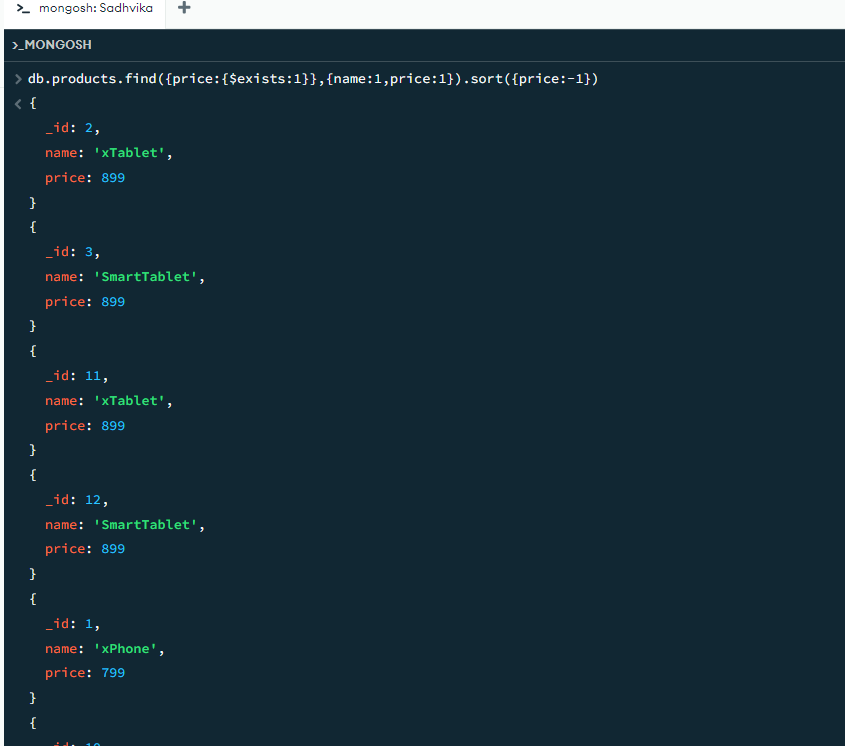 >_ mongosh: Sadhvika +
>_MONGOSH
> db.products.find({price:{$exists:1}},{name:1,price:1}).sort({price:-1})
< {
_id: 2,
name: 'xTablet',
price: 899
}
{
_id: 3,
name: 'SmartTablet',
price: 899
}
{
_id: 11,
name: 'xTablet',
price: 899
}
{
_id: 12,
name: 'SmartTablet',
price: 899
}
{
_id: 1,
name: 'xPhone',
price: 799
}
{